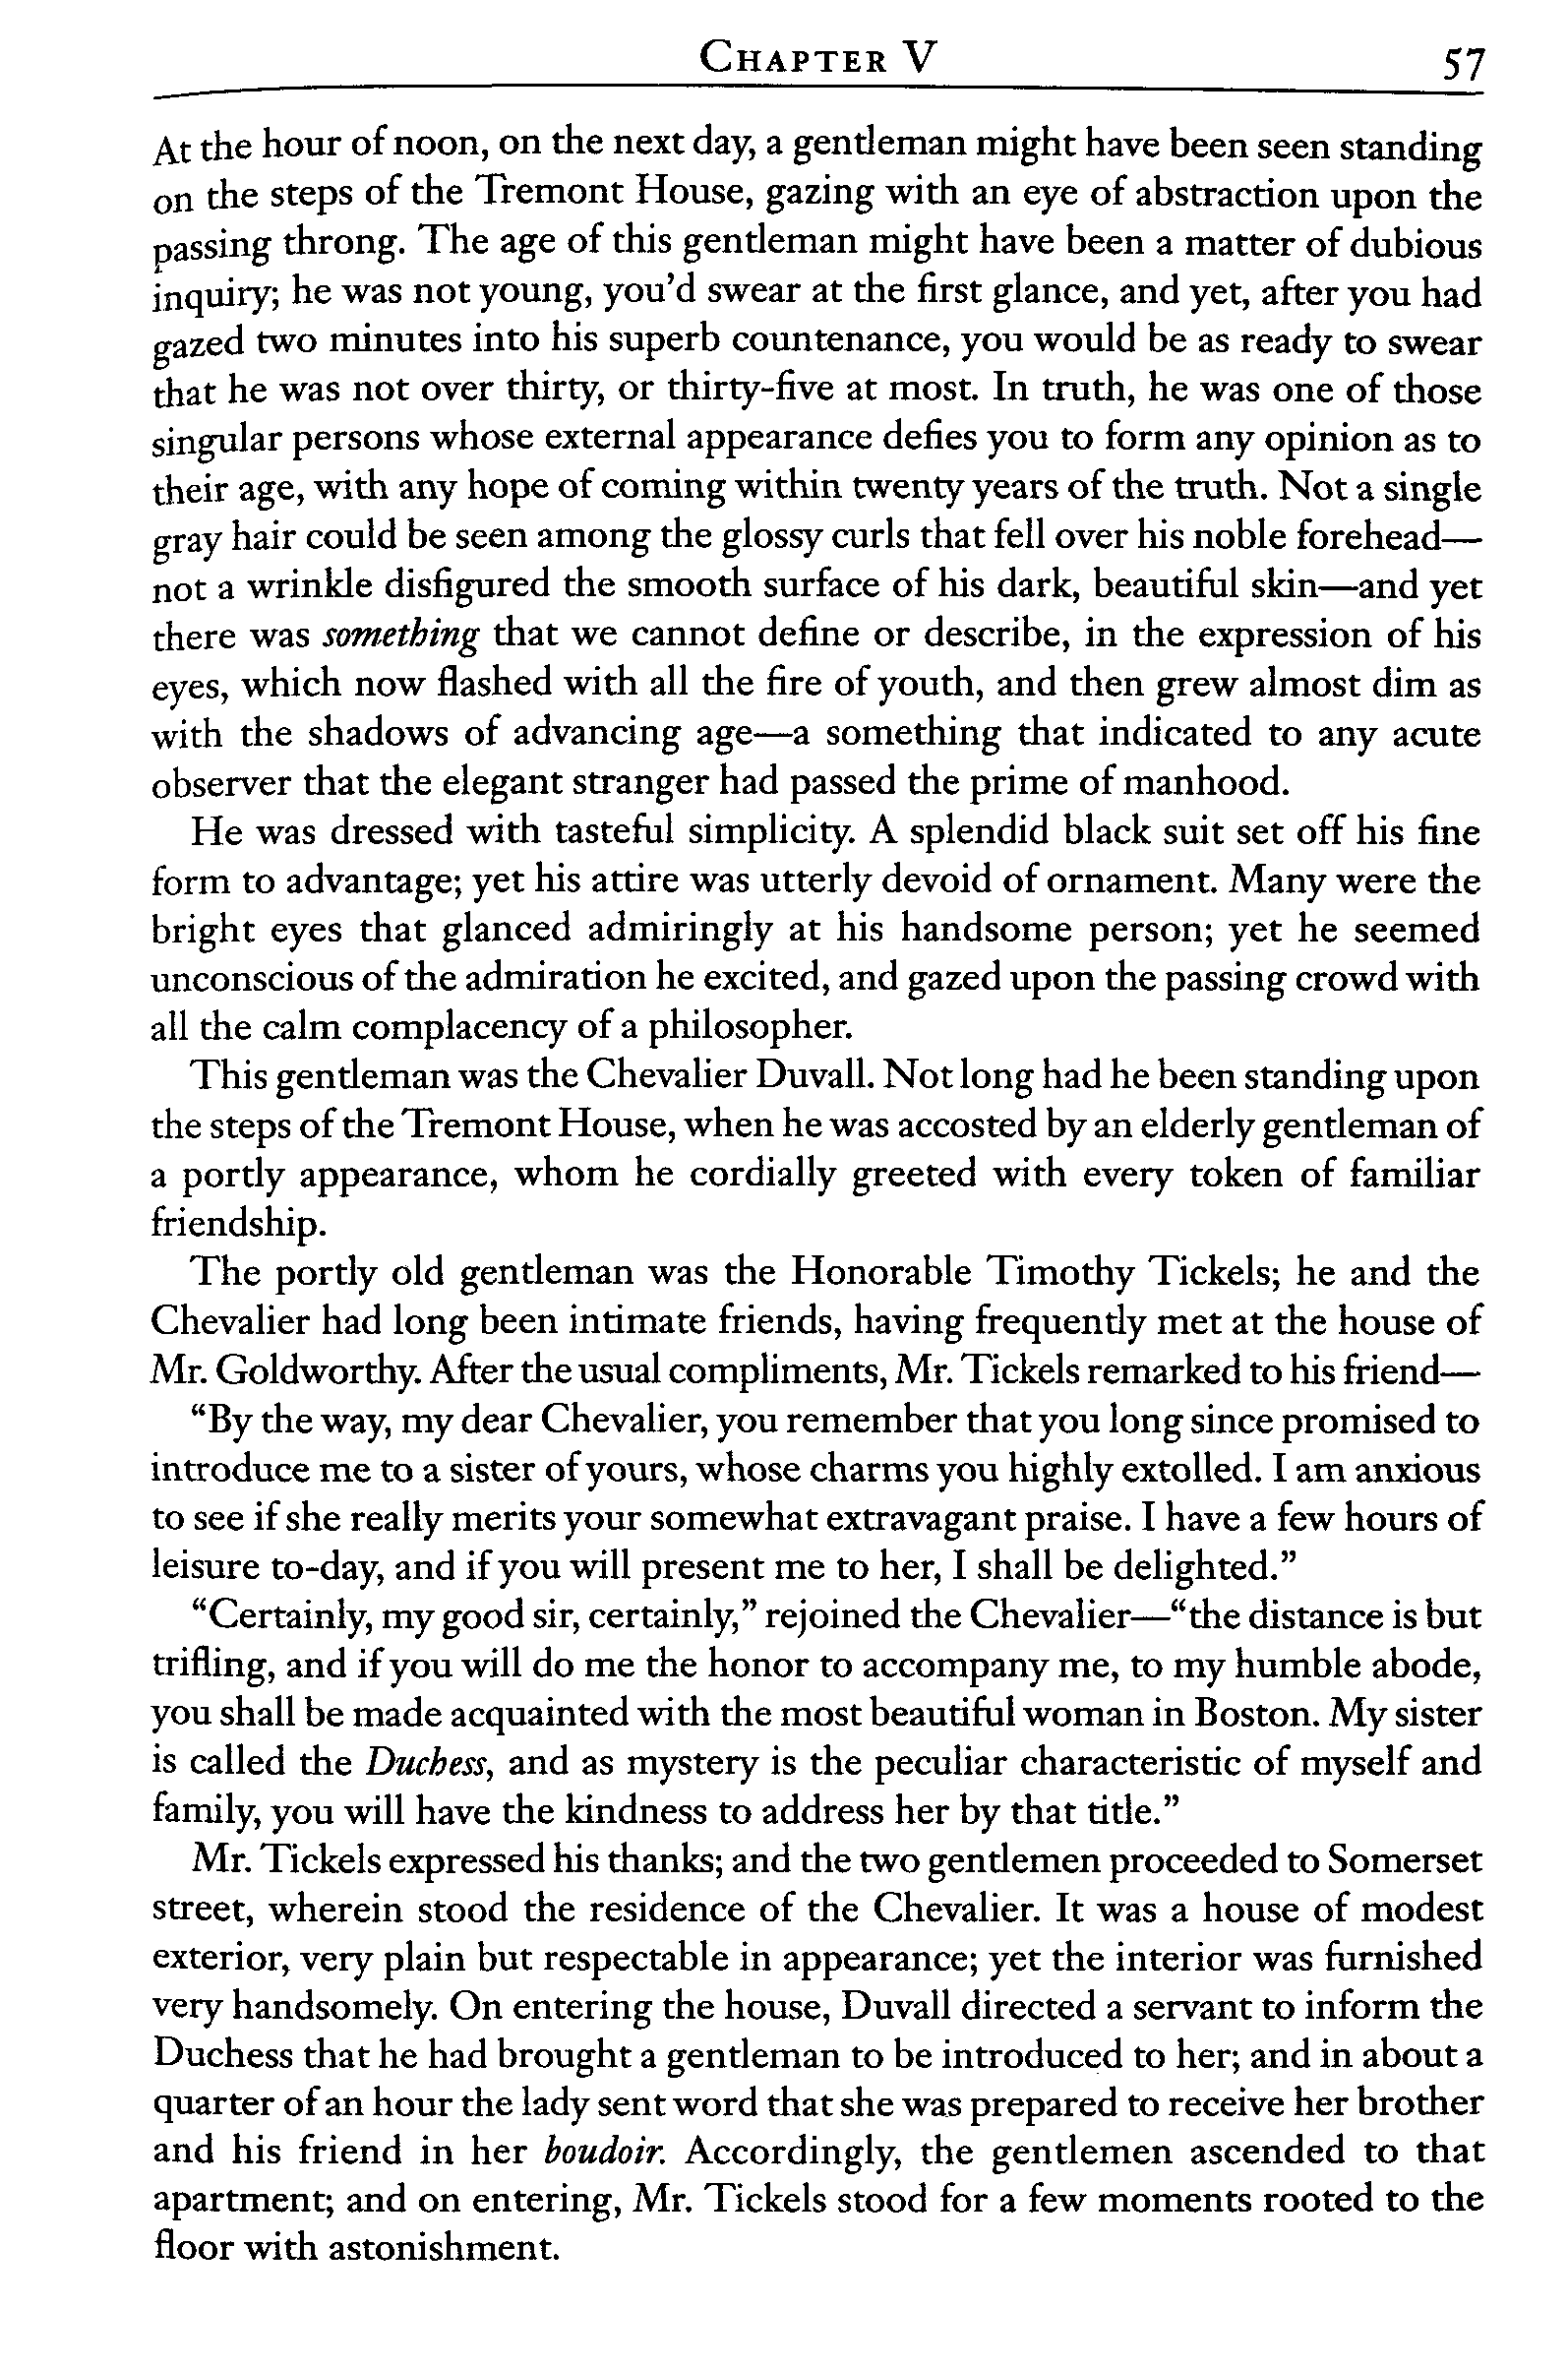 CHAPTER V 57
At the hour of noon, on the next day, a gentleman might have been seen standing
on the steps of the Tremont House, gazing with an eye of abstraction upon the
passing throng. The age of this gentleman might have been a matter of dubious
inquiry; he was not young, you’d swear at the first glance, and yet, after you had
gazed two minutes into his superb countenance, you would be as ready to swear
that he was not over thirty, or thirty-five at most. In truth, he was one of those
singular persons whose external appearance defies you to form any opinion as to
their age, with any hope of coming within twenty years of the truth. Not a single
gray hair could be seen among the glossy curls that fell over his noble forehead—
not a wrinkle disfigured the smooth surface of his dark, beautiful skin—and yet
there was something that we cannot define or describe, in the expression of his
eyes, which now flashed with all the fire of youth, and then grew almost dim as
with the shadows of advancing age—a something that indicated to any acute
observer that the elegant stranger had passed the prime of manhood.
He was dressed with tasteful simplicity. A splendid black suit set off his fine
form to advantage; yet his attire was utterly devoid of ornament. Many were the
bright eyes that glanced admiringly at his handsome person; yet he seemed
unconscious of the admiration he excited, and gazed upon the passing crowd with
all the calm complacency of a philosopher.
This gentleman was the Chevalier Duvall. Not long had he been standing upon
the steps of the Tremont House, when he was accosted by an elderly gentleman of
a portly appearance, whom he cordially greeted with every token of familiar
friendship.
The portly old gentleman was the Honorable Timothy Tickels; he and the
Chevalier had long been intimate friends, having frequently met at the house of
Mr. Goldworthy. After the usual compliments, Mr. Tickels remarked to his friend—
“By the way, my dear Chevalier, you remember that you long since promised to
introduce me to a sister of yours, whose charms you highly extolled. I am anxious
to see if she really merits your somewhat extravagant praise. I have a few hours of
leisure to-day, and if you will present me to her, I shall be delighted.”
“Certainly, my good sir, certainly,” rejoined the Chevalier—“the distance is but
trifling, and if you will do me the honor to accompany me, to my humble abode,
you shall be made acquainted with the most beautiful woman in Boston. My sister
is called the Duchess, and as mystery is the peculiar characteristic of myself and
family, you will have the kindness to address her by that title.”
Mr. Tickels expressed his thanks; and the two gentlemen proceeded to Somerset
street, wherein stood the residence of the Chevalier. It was a house of modest
exterior, very plain but respectable in appearance; yet the interior was furnished
very handsomely. On entering the house, Duvall directed a servant to inform the
Duchess that he had brought a gentleman to be introduced to her; and in about a
quarter of an hour the lady sent word that she was prepared to receive her brother
and his friend in her boudoir. Accordingly, the gentlemen ascended to that
apartment; and on entering, Mr. Tickels stood for a few moments rooted to the
floor with astonishment.